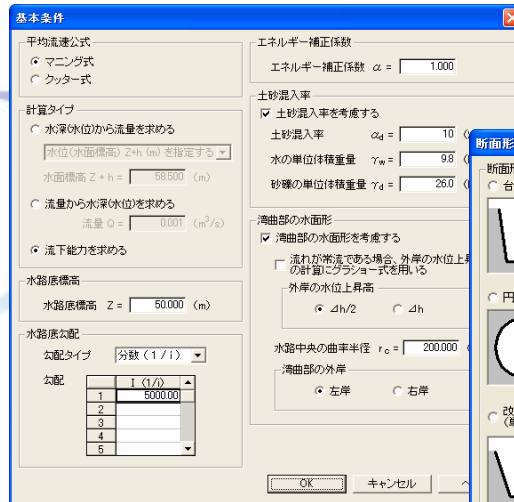 基本条件
平均流速公式
マニング式
クッター式
計算タイプ
水深(水位)から流量を求める
水位(水面標高) Z+h (m) を指定する
水面標高 Z + h = 58.500 (m)
流量から水深(水位)を求める
流量 Q = 0.001 (m³/s)
流下能力を求める
水路底標高
水路底標高 Z = 50.000 (m)
水路底勾配
勾配タイプ 分数 ( 1 / i )
勾配
I (1/i)
1 5000.00
2
3
4
5
エネルギー補正係数
エネルギー補正係数 α = 1.000
土砂混入率
土砂混入率を考慮する
土砂混入率 αd = 10
水の単位体積重量 γw = 9.8
砂礫の単位体積重量 γd = 26.0
湾曲部の水面形
湾曲部の水面形を考慮する
流れが常流である場合、外岸の水位上昇
の計算にグラショー式を用いる
外岸の水位上昇高
Δh/2 Δh
水路中央の曲率半径 rc = 200.000
湾曲部の外岸
左岸 右岸
OK キャンセル
断面形
断面形
台
円
改